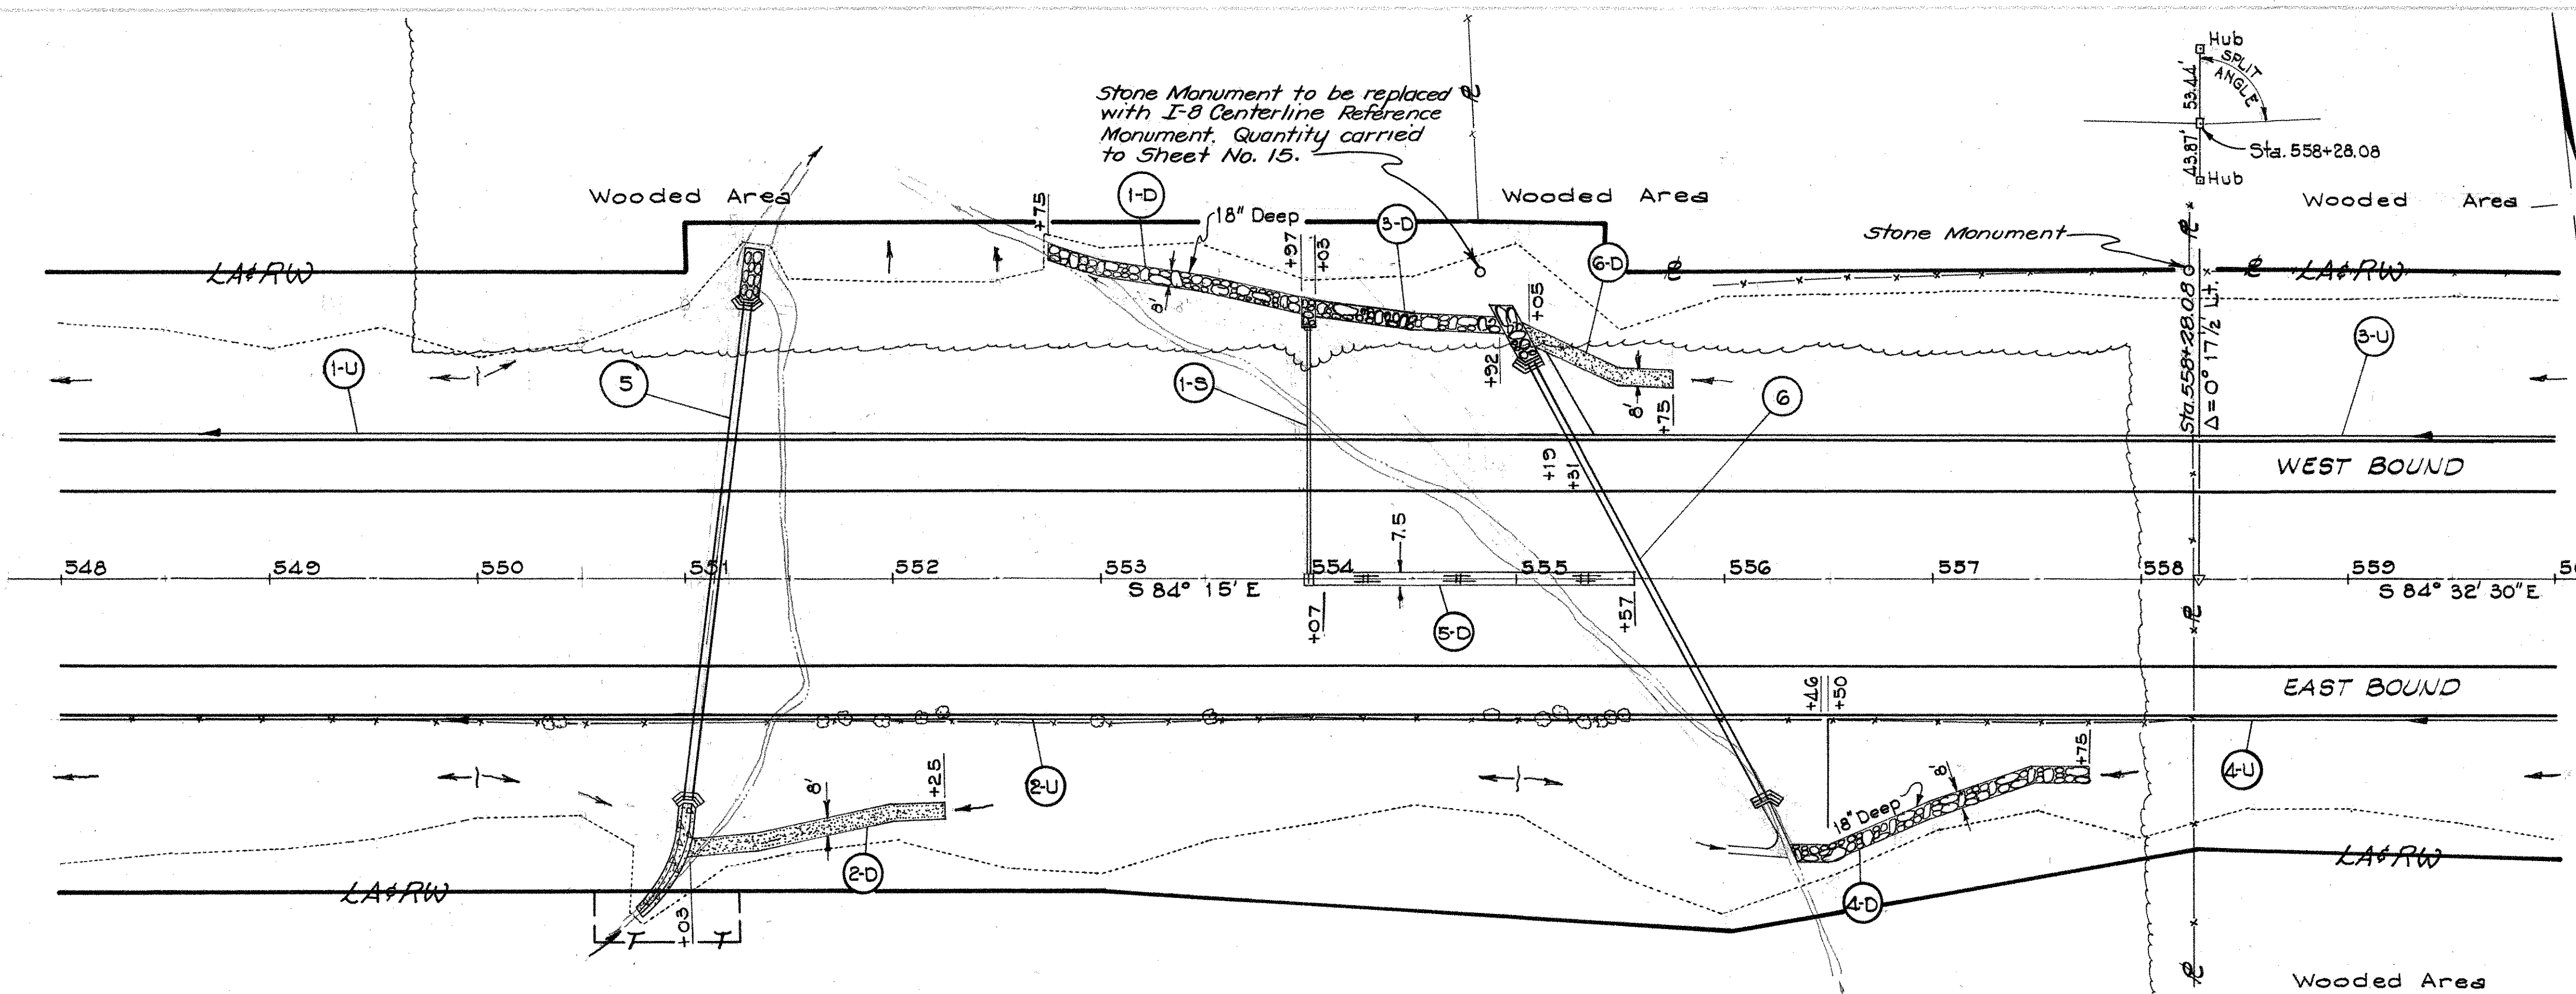 Hub
SPLIT
ANGLE
53.44'
43.87'
Sta. 558+28.08
Hub
Stone Monument to be replaced
with I-8 Centerline Reference
Monument. Quantity carried
to Sheet No. 15.
Wooded Area
Wooded Area
Wooded Area
Stone Monument
+75
1-D
18" Deep
+97
+03
3-D
6-D
8'
LA&RW
LA&RW
+05
+92
8'
+75
Sta. 558+28.08
Δ = 0° 17 1/2' Lt.
1-U
5
1-S
6
3-U
+19
+31
WEST BOUND
7.5
548
549
550
551
552
553
554
555
556
557
558
559
S 84° 15' E
S 84° 32' 30" E
+07
5-D
+57
+46
+50
EAST BOUND
2-U
4-U
8'
+25
2-D
18" Deep
8'
+75
4-D
LA&RW
LA&RW
+03
T
T
Wooded Area